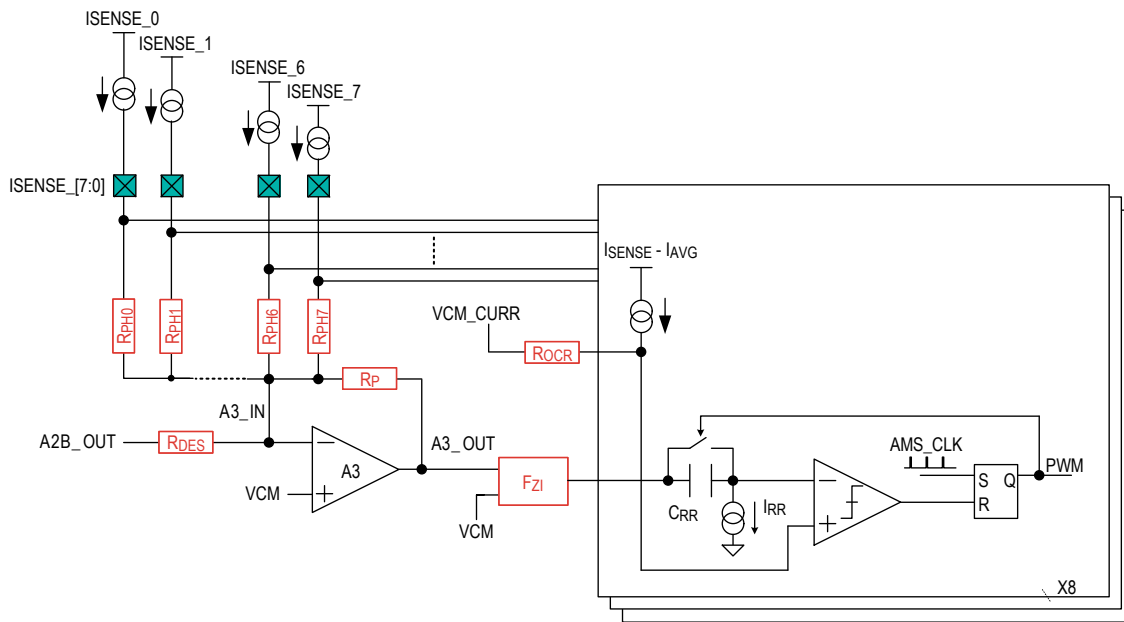 ISENSE_0
ISENSE_1
ISENSE_6
ISENSE_7
ISENSE_[7:0]
ISENSE - IAVG
VCM_CURR
ROCR
RPH0
RPH1
RPH6
RPH7
RP
A3_IN
A2B_OUT
RDES
A3_OUT
A3
VCM
FZI
VCM
CRR
IRR
AMS_CLK
PWM
S
Q
R
X8